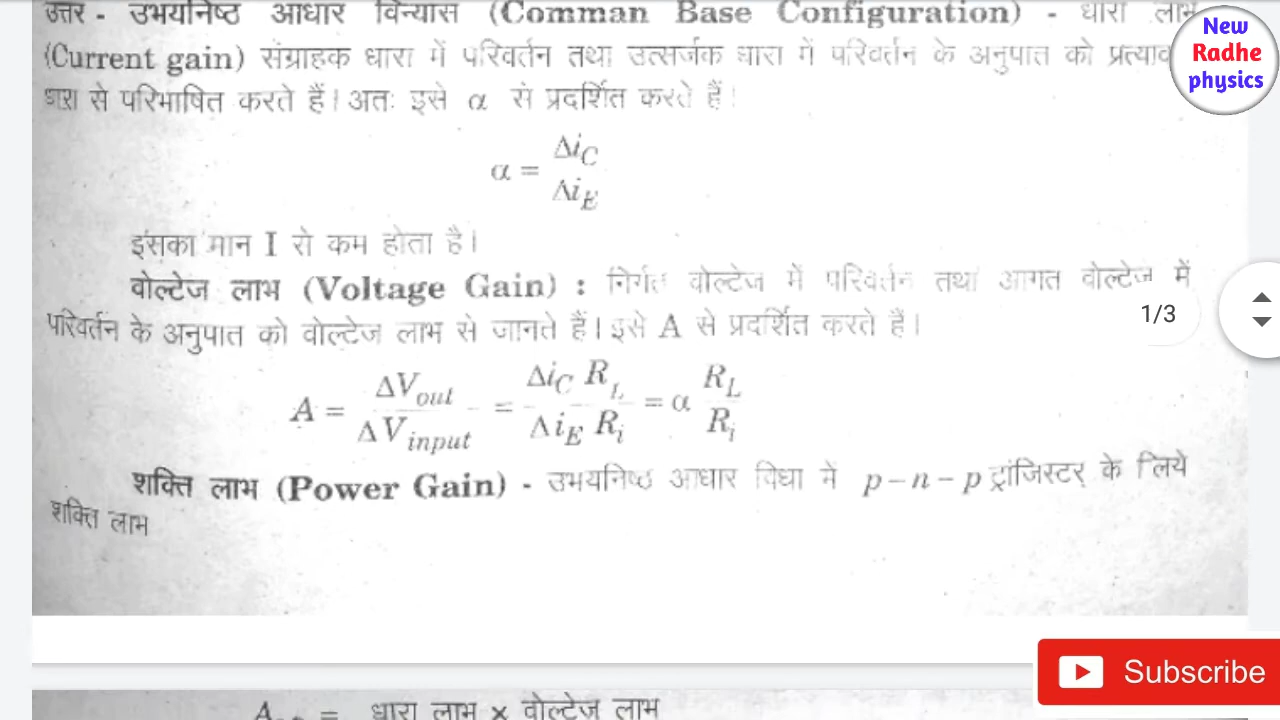 उत्तर - उभयनिष्ठ आधार विन्यास (Comman Base Configuration) - धारा लाभ
(Current gain) संग्राहक धारा में परिवर्तन तथा उत्सर्जक धारा में परिवर्तन के अनुपात को प्रत्याव
धारा से परिभाषित करते हैं। अतः इसे α से प्रदर्शित करते हैं।
α = Δi_C / Δi_E
इसका मान I से कम होता है।
वोल्टेज लाभ (Voltage Gain) : निर्गत वोल्टेज में परिवर्तन तथा आगत वोल्टेज में
परिवर्तन के अनुपात को वोल्टेज लाभ से जानते हैं। इसे A से प्रदर्शित करते हैं।
A = ΔV_out / ΔV_input = Δi_C R_L / Δi_E R_i = α R_L / R_i
शक्ति लाभ (Power Gain) - उभयनिष्ठ आधार विधा में p-n-p ट्रांजिस्टर के लिये
शक्ति लाभ
= धारा लाभ × वोल्टेज लाभ
New
Radhe
physics
1/3
Subscribe